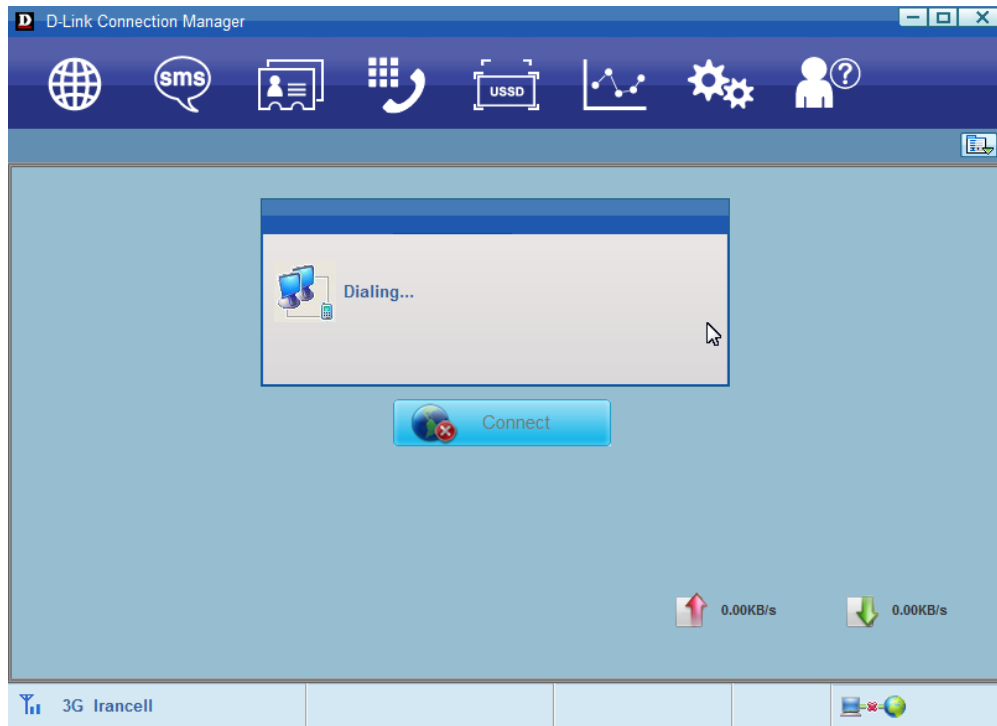 D D-Link Connection Manager
sms
USSD
?
Dialing...
Connect
0.00KB/s
0.00KB/s
3G Irancell